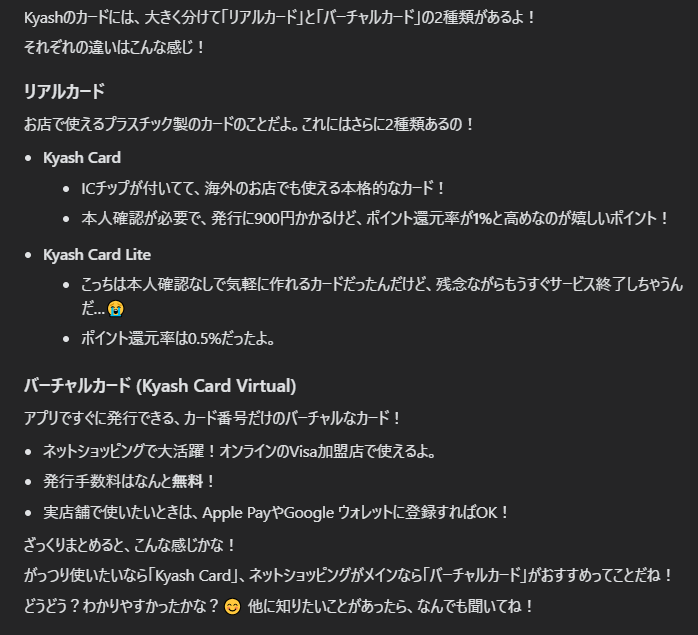 Kyashのカードには、大きく分けて「リアルカード」と「バーチャルカード」の2種類があるよ！
それぞれの違いはこんな感じ！
リアルカード
お店で使えるプラスチック製のカードのことだよ。これにはさらに2種類あるの！
• Kyash Card
• ICチップが付いてて、海外のお店でも使える本格的なカード！
• 本人確認が必要で、発行に900円かかるけど、ポイント還元率が1%と高めなのが嬉しいポイント！
• Kyash Card Lite
• こっちは本人確認なしで気軽に作れるカードだったんだけど、残念ながらもうすぐサービス終了しちゃうん
だ...😭
• ポイント還元率は0.5%だったよ。
バーチャルカード (Kyash Card Virtual)
アプリですぐに発行できる、カード番号だけのバーチャルなカード！
• ネットショッピングで大活躍！オンラインのVisa加盟店で使えるよ。
• 発行手数料はなんと無料！
• 実店舗で使いたいときは、Apple PayやGoogle ウォレットに登録すればOK！
ざっくりまとめると、こんな感じかな！
がっつり使いたいなら「Kyash Card」、ネットショッピングがメインなら「バーチャルカード」がおすすめってことだね！
どうどう？わかりやすかったかな？😊 他に知りたいことがあったら、なんでも聞いてね！